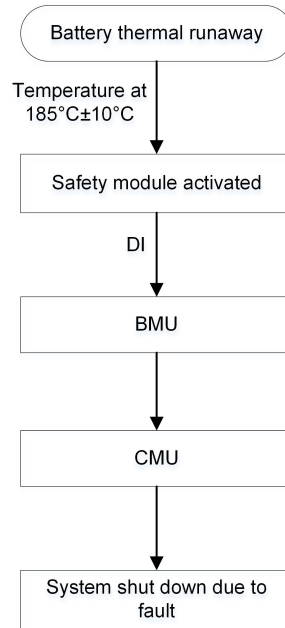 Battery thermal runaway
Temperature at
185°C±10°C
Safety module activated
DI
BMU
CMU
System shut down due to
fault